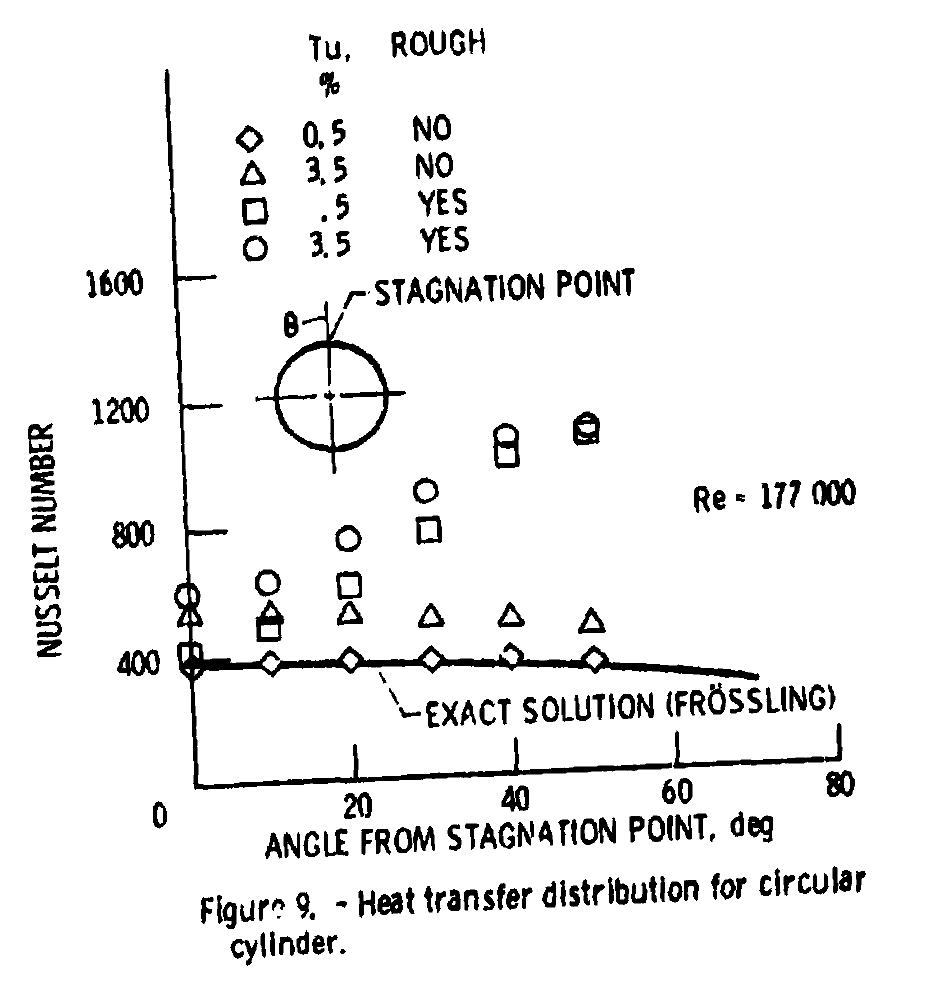 Tu, ROUGH
%
0.5 NO
3.5 NO
.5 YES
3.5 YES
1600
STAGNATION POINT
θ
1200
NUSSELT NUMBER
Re = 177 000
800
400
EXACT SOLUTION (FRÖSSLING)
0 20 40 60 80
ANGLE FROM STAGNATION POINT, deg
Figure 9. - Heat transfer distribution for circular
cylinder.